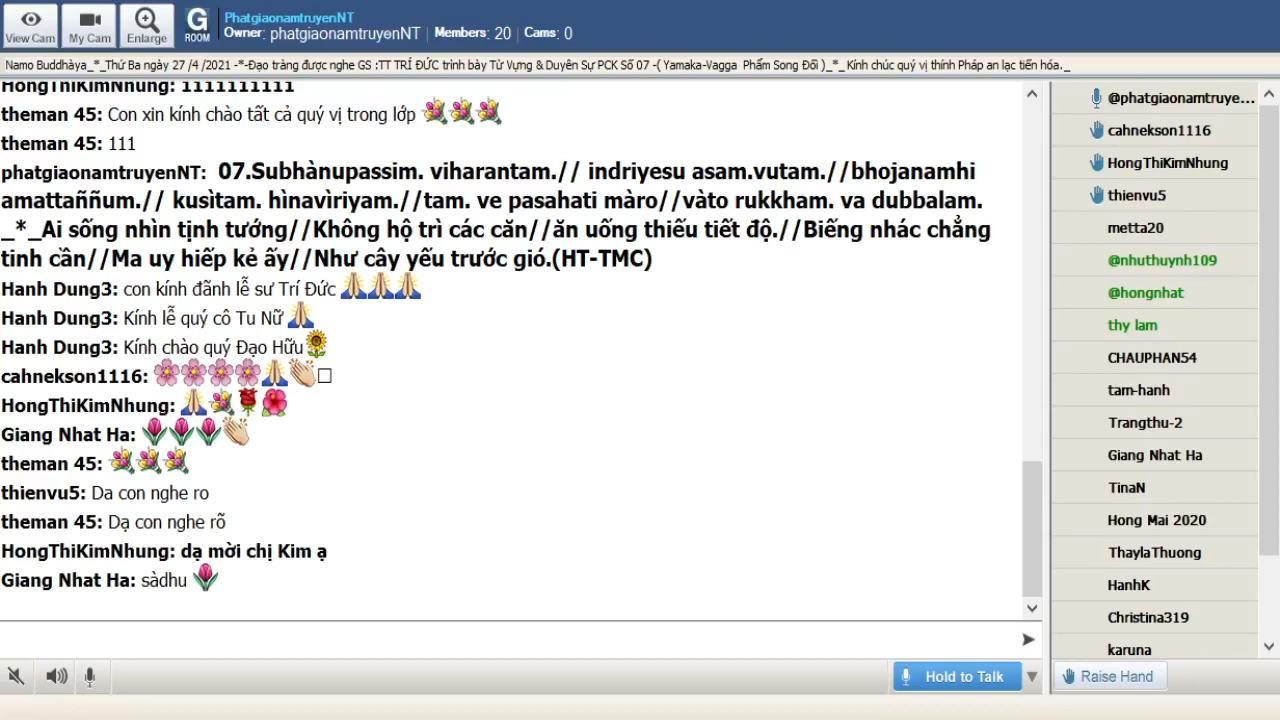 View Cam
My Cam
Enlarge
G ROOM
PhatgiaonamtruyenNT
Owner: phatgiaonamtruyenNT | Members: 20 | Cams: 0
Namo Buddhàya_*_Thứ Ba ngày 27 /4 /2021 -*-Đạo tràng được nghe GS :TT TRÍ ĐỨC trình bày Từ Vựng & Duyên Sự PCK Số 07 -( Yamaka-Vagga Phẩm Song Đối )_*_ Kính chúc quý vị thính Pháp an lạc tiến hóa._
HongThiKimNhung: 1111111111
theman 45: Con xin kính chào tất cả quý vị trong lớp
theman 45: 111
phatgiaonamtruyenNT: 07.Subhànupassim. viharantam.// indriyesu asam.vutam.//bhojanamhi
amattaññum.// kusìtam. hìnavìriyam.//tam. ve pasahati màro//vàto rukkham. va dubbalam.
_*_Ai sống nhìn tịnh tướng//Không hộ trì các căn//ăn uống thiếu tiết độ.//Biếng nhác chẳng
tinh cần//Ma uy hiếp kẻ ấy//Như cây yếu trước gió.(HT-TMC)
Hanh Dung3: con kính đãnh lễ sư Trí Đức 🙏🙏🙏
Hanh Dung3: Kính lễ quý cô Tu Nữ 🙏
Hanh Dung3: Kính chào quý Đạo Hữu🌻
cahnekson1116: 🌸🌸🌸🌸🙏👏□
HongThiKimNhung: 🙏💐🌹🌺
Giang Nhat Ha: 🌷🌷🌷👏
theman 45: 💐💐💐
thienvu5: Da con nghe ro
theman 45: Dạ con nghe rõ
HongThiKimNhung: dạ mời chị Kim ạ
Giang Nhat Ha: sàdhu 🌷
@phatgiaonamtruye...
cahnekson1116
HongThiKimNhung
thienvu5
metta20
@nhuthuynh109
@hongnhat
thy lam
CHAUPHAN54
tam-hanh
Trangthu-2
Giang Nhat Ha
TinaN
Hong Mai 2020
ThaylaThuong
HanhK
Christina319
karuna
Hold to Talk
Raise Hand